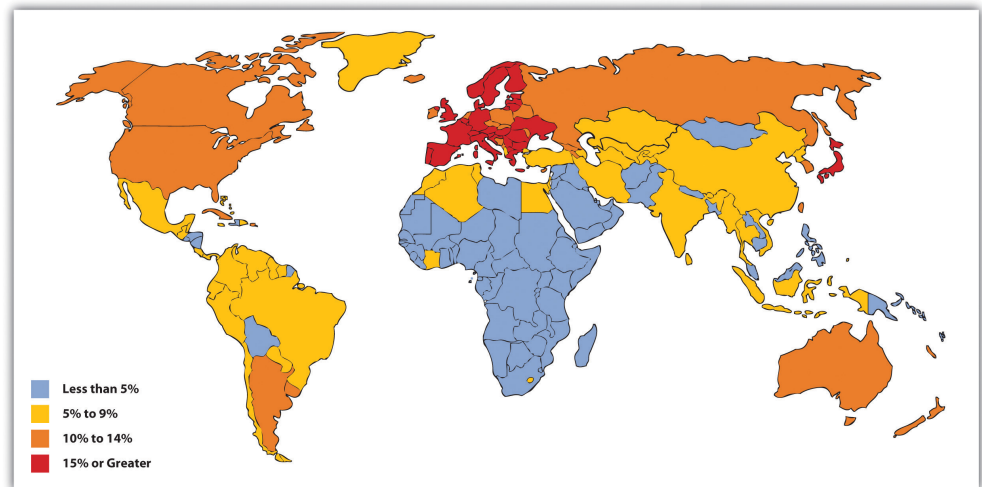 Less than 5%
5% to 9%
10% to 14%
15% or Greater